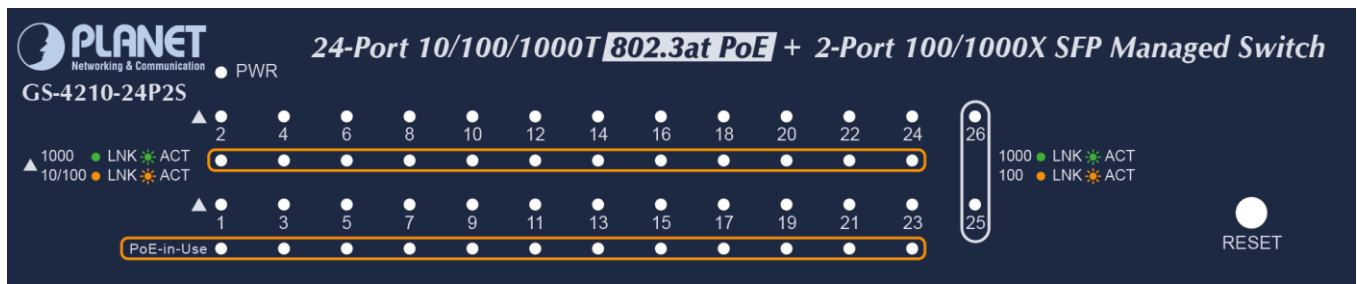 PLANET
Networking & Communication
24-Port 10/100/1000T 802.3at PoE + 2-Port 100/1000X SFP Managed Switch
PWR
GS-4210-24P2S
2 4 6 8 10 12 14 16 18 20 22 24 26
1000 LNK ACT
10/100 LNK ACT
1000 LNK ACT
100 LNK ACT
1 3 5 7 9 11 13 15 17 19 21 23 25
PoE-in-Use
RESET